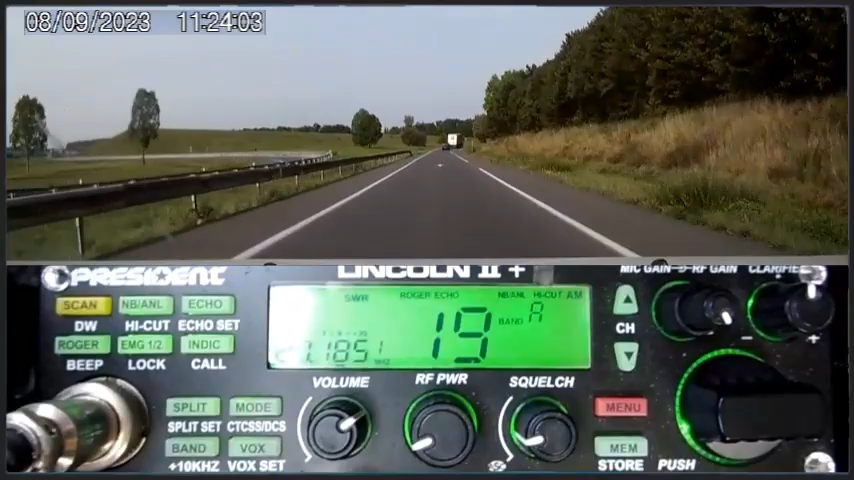 08/09/2023 11:24:03
PRESIDENT LINCOLN II + MIC GAIN RF GAIN CLARIFIER
SCAN NB/ANL ECHO
DW HI-CUT ECHO SET
ROGER EMG 1/2 INDIC
BEEP LOCK CALL
SWR ROGER ECHO NB/ANL HI-CUT AM
19 BAND A
27.1851
CH
VOLUME RF PWR SQUELCH
SPLIT MODE
SPLIT SET CTCSS/DCS
BAND VOX
+10KHZ VOX SET
MENU
MEM
STORE PUSH
- +